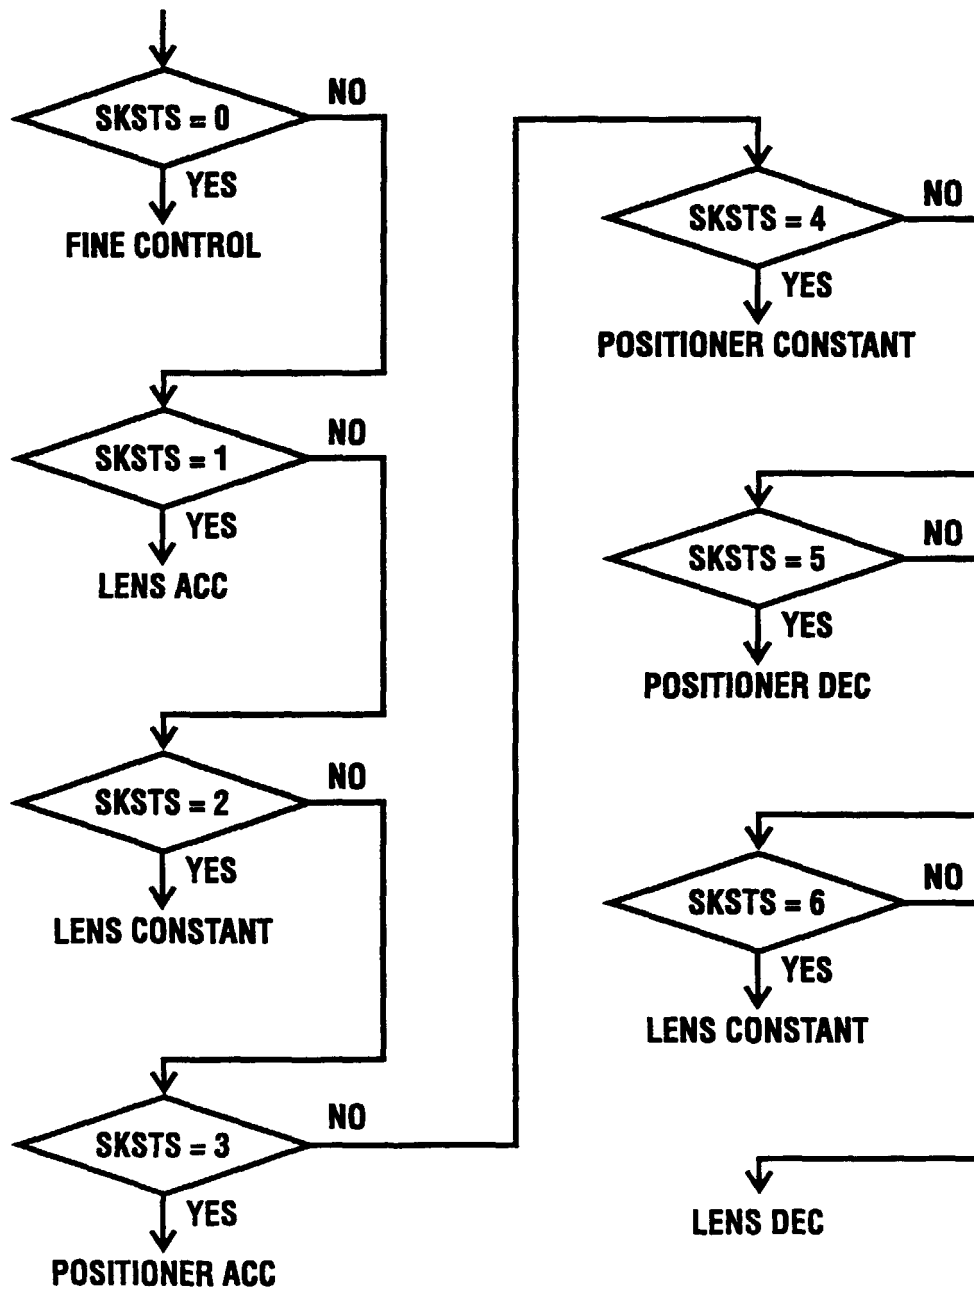 SKSTS = 0
NO
YES
FINE CONTROL
SKSTS = 1
NO
YES
LENS ACC
SKSTS = 2
NO
YES
LENS CONSTANT
SKSTS = 3
NO
YES
POSITIONER ACC
SKSTS = 4
NO
YES
POSITIONER CONSTANT
SKSTS = 5
NO
YES
POSITIONER DEC
SKSTS = 6
NO
YES
LENS CONSTANT
LENS DEC